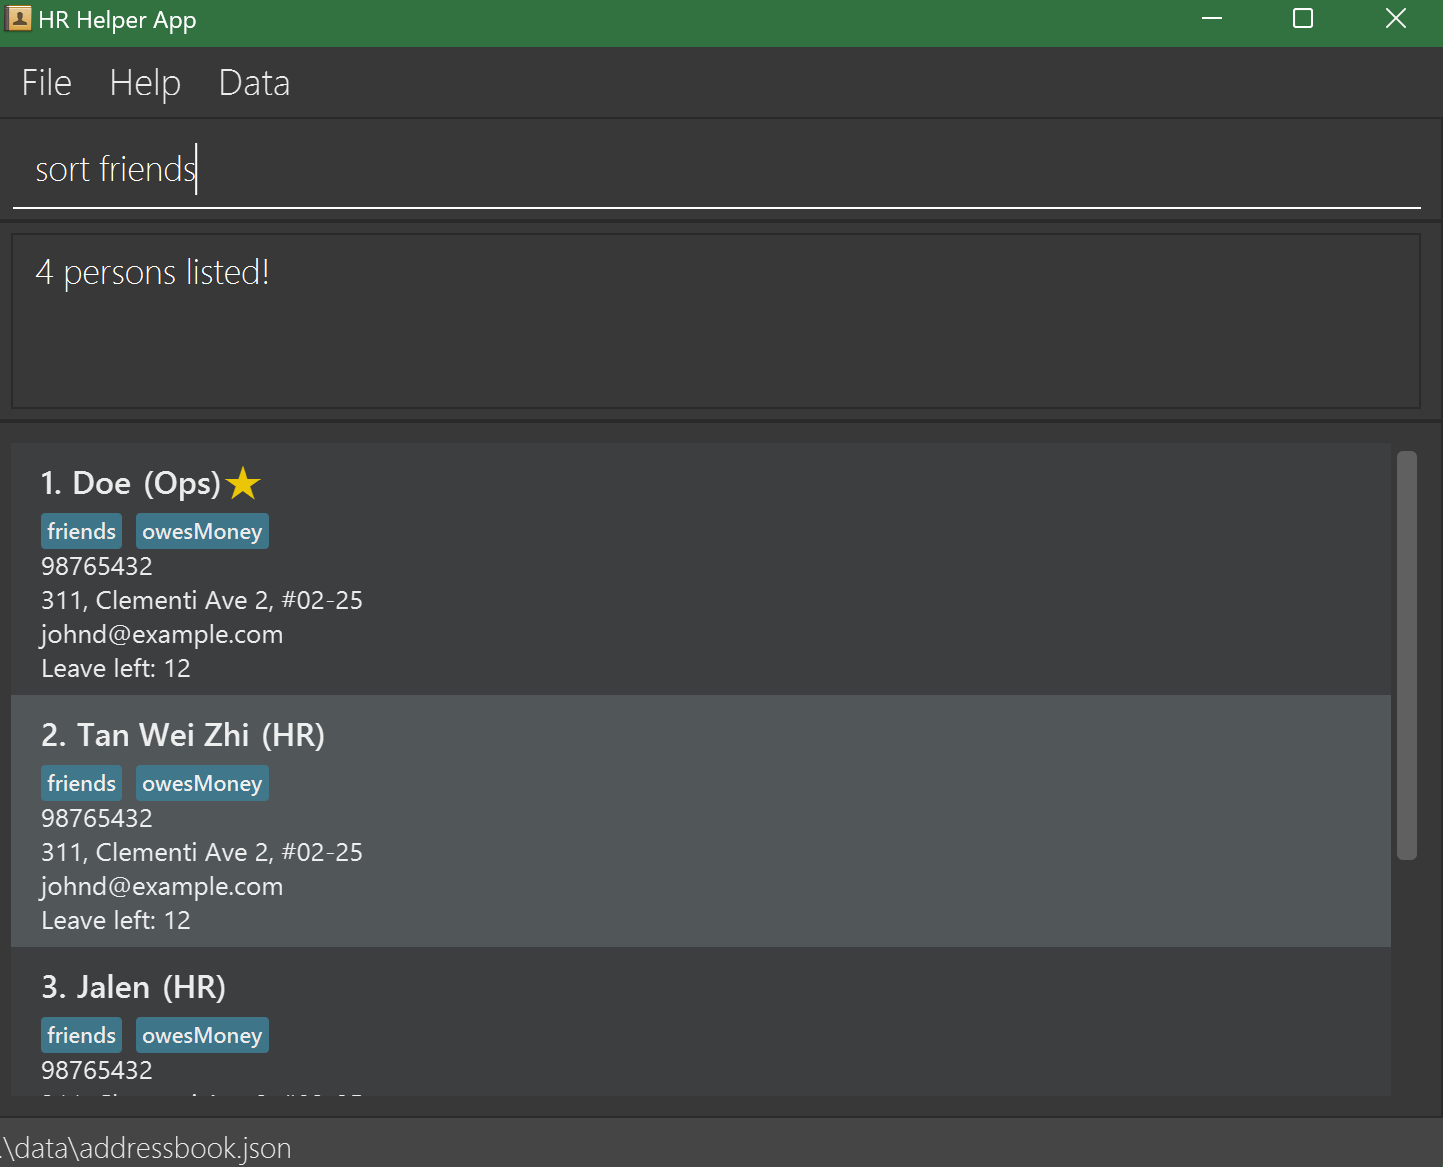 HR Helper App
File Help Data
sort friends
4 persons listed!
1. Doe (Ops)
friends owesMoney
98765432
311, Clementi Ave 2, #02-25
johnd@example.com
Leave left: 12
2. Tan Wei Zhi (HR)
friends owesMoney
98765432
311, Clementi Ave 2, #02-25
johnd@example.com
Leave left: 12
3. Jalen (HR)
friends owesMoney
98765432
.\data\addressbook.json